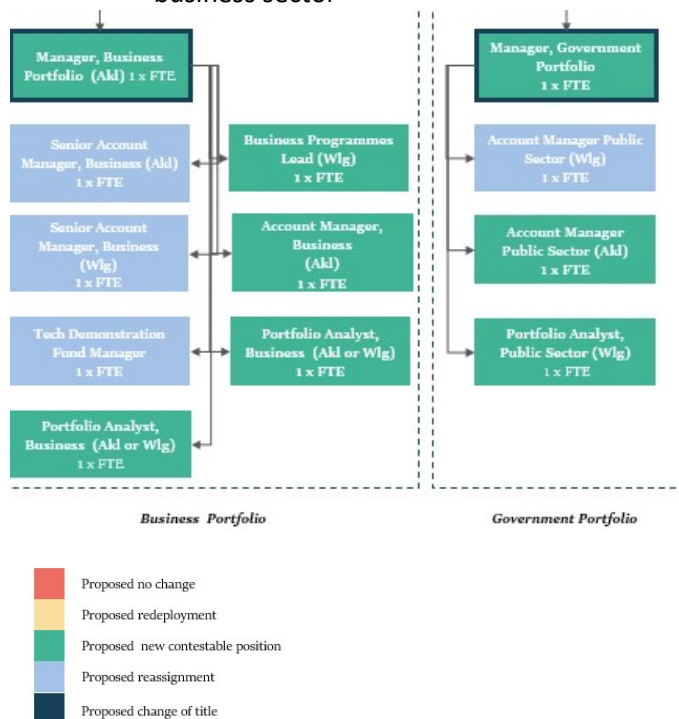 business sector
Manager, Business
Portfolio (Akl) 1 x FTE
Senior Account
Manager, Business (Akl)
1 x FTE
Business Programmes
Lead (Wlg)
1 x FTE
Senior Account
Manager, Business
(Wlg)
1 x FTE
Account Manager,
Business
(Akl)
1 x FTE
Tech Demonstration
Fund Manager
1 x FTE
Portfolio Analyst,
Business (Akl or Wlg)
1 x FTE
Portfolio Analyst,
Business (Akl or Wlg)
1 x FTE
Business Portfolio
Manager, Government
Portfolio
1 x FTE
Account Manager Public
Sector (Wlg)
1 x FTE
Account Manager
Public Sector (Akl)
1 x FTE
Portfolio Analyst,
Public Sector (Wlg)
1 x FTE
Government Portfolio
Proposed no change
Proposed redeployment
Proposed new contestable position
Proposed reassignment
Proposed change of title